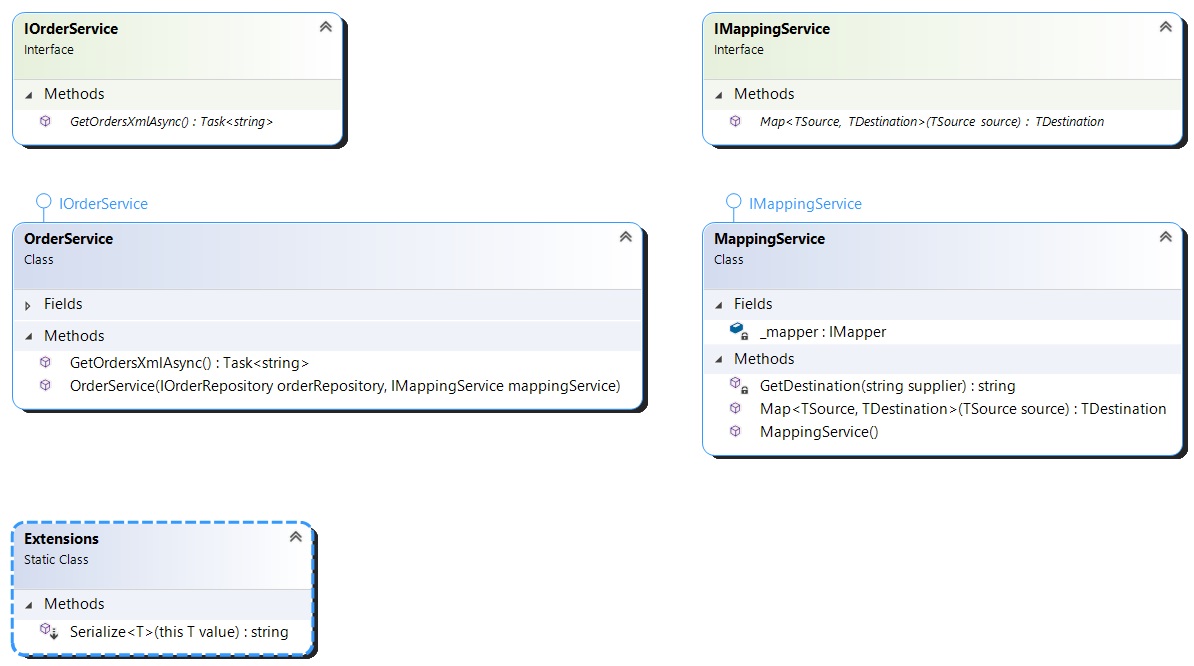 IOrderService
Interface
Methods
GetOrdersXmlAsync() : Task<string>
IMappingService
Interface
Methods
Map<TSource, TDestination>(TSource source) : TDestination
IOrderService
OrderService
Class
Fields
Methods
GetOrdersXmlAsync() : Task<string>
OrderService(IOrderRepository orderRepository, IMappingService mappingService)
IMappingService
MappingService
Class
Fields
_mapper : IMapper
Methods
GetDestination(string supplier) : string
Map<TSource, TDestination>(TSource source) : TDestination
MappingService()
Extensions
Static Class
Methods
Serialize<T>(this T value) : string